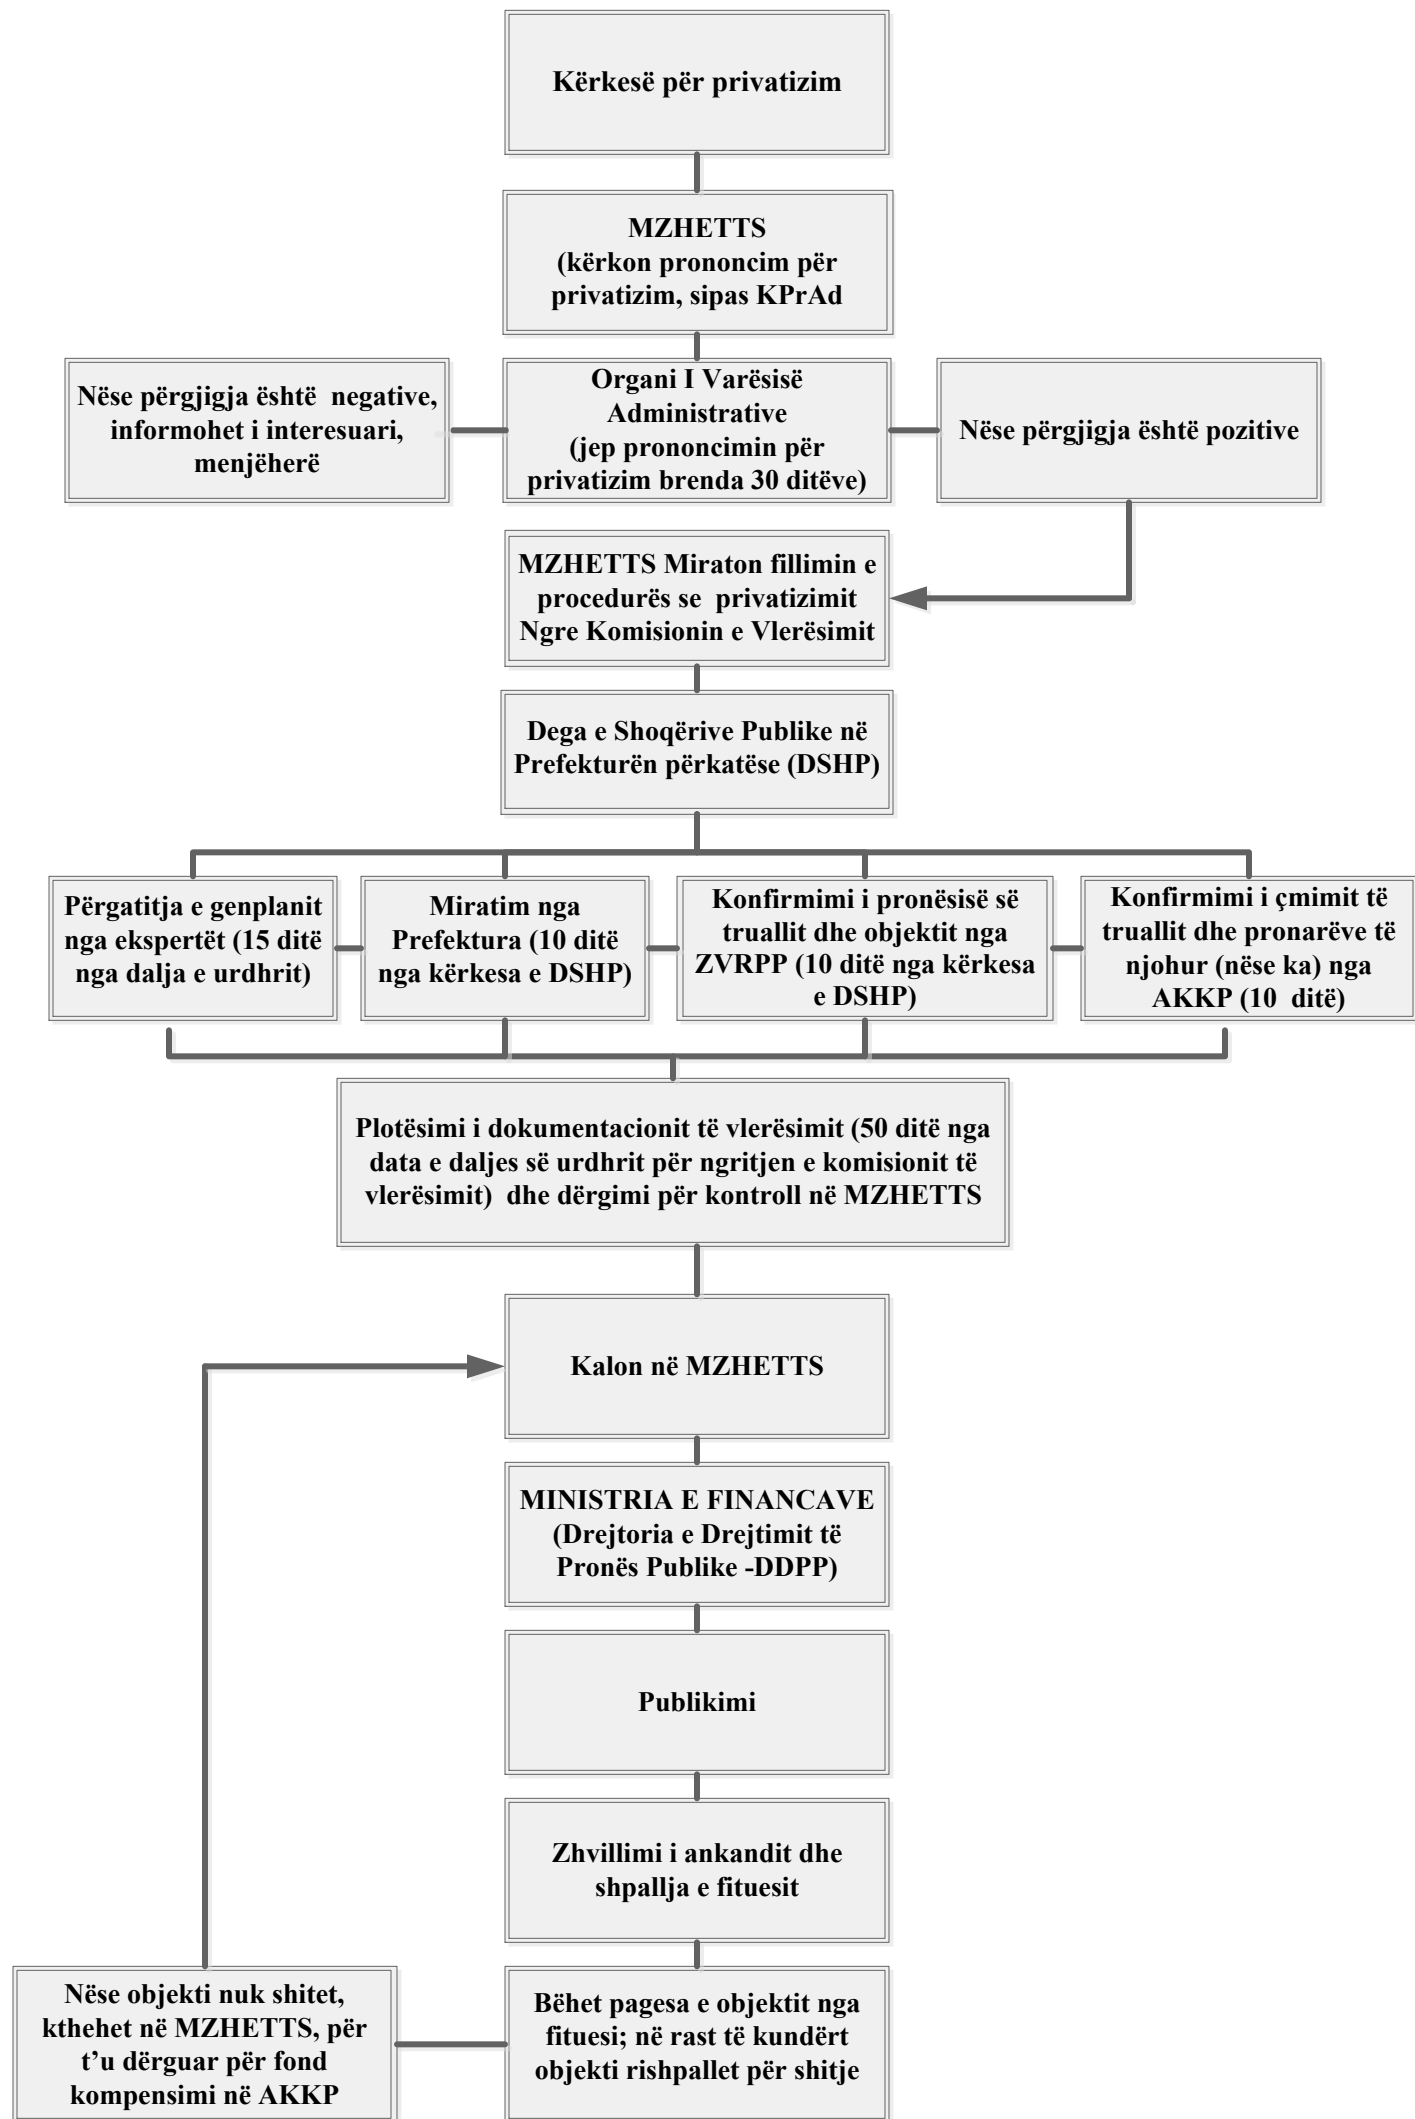 Kërkesë për privatizim
MZHETTS
(kërkon prononcim për
privatizim, sipas KPrAd
Nëse përgjigja është  negative,
informohet i interesuari,
menjëherë
Organi I Varësisë
Administrative
(jep prononcimin për
privatizim brenda 30 ditëve)
Nëse përgjigja është pozitive
MZHETTS Miraton fillimin e
procedurës se  privatizimit
Ngre Komisionin e Vlerësimit
Dega e Shoqërive Publike në
Prefekturën përkatëse (DSHP)
Përgatitja e genplanit
nga ekspertët (15 ditë
nga dalja e urdhrit)
Miratim nga
Prefektura (10 ditë
nga kërkesa e DSHP)
Konfirmimi i pronësisë së
truallit dhe objektit nga
ZVRPP (10 ditë nga kërkesa
e DSHP)
Konfirmimi i çmimit të
truallit dhe pronarëve të
njohur (nëse ka) nga
AKKP (10  ditë)
Plotësimi i dokumentacionit të vlerësimit (50 ditë nga
data e daljes së urdhrit për ngritjen e komisionit të
vlerësimit)  dhe dërgimi për kontroll në MZHETTS
Kalon në MZHETTS
MINISTRIA E FINANCAVE
(Drejtoria e Drejtimit të
Pronës Publike -DDPP)
Publikimi
Zhvillimi i ankandit dhe
shpallja e fituesit
Nëse objekti nuk shitet,
kthehet në MZHETTS, për
t’u dërguar për fond
kompensimi në AKKP
Bëhet pagesa e objektit nga
fituesi; në rast të kundërt
objekti rishpallet për shitje